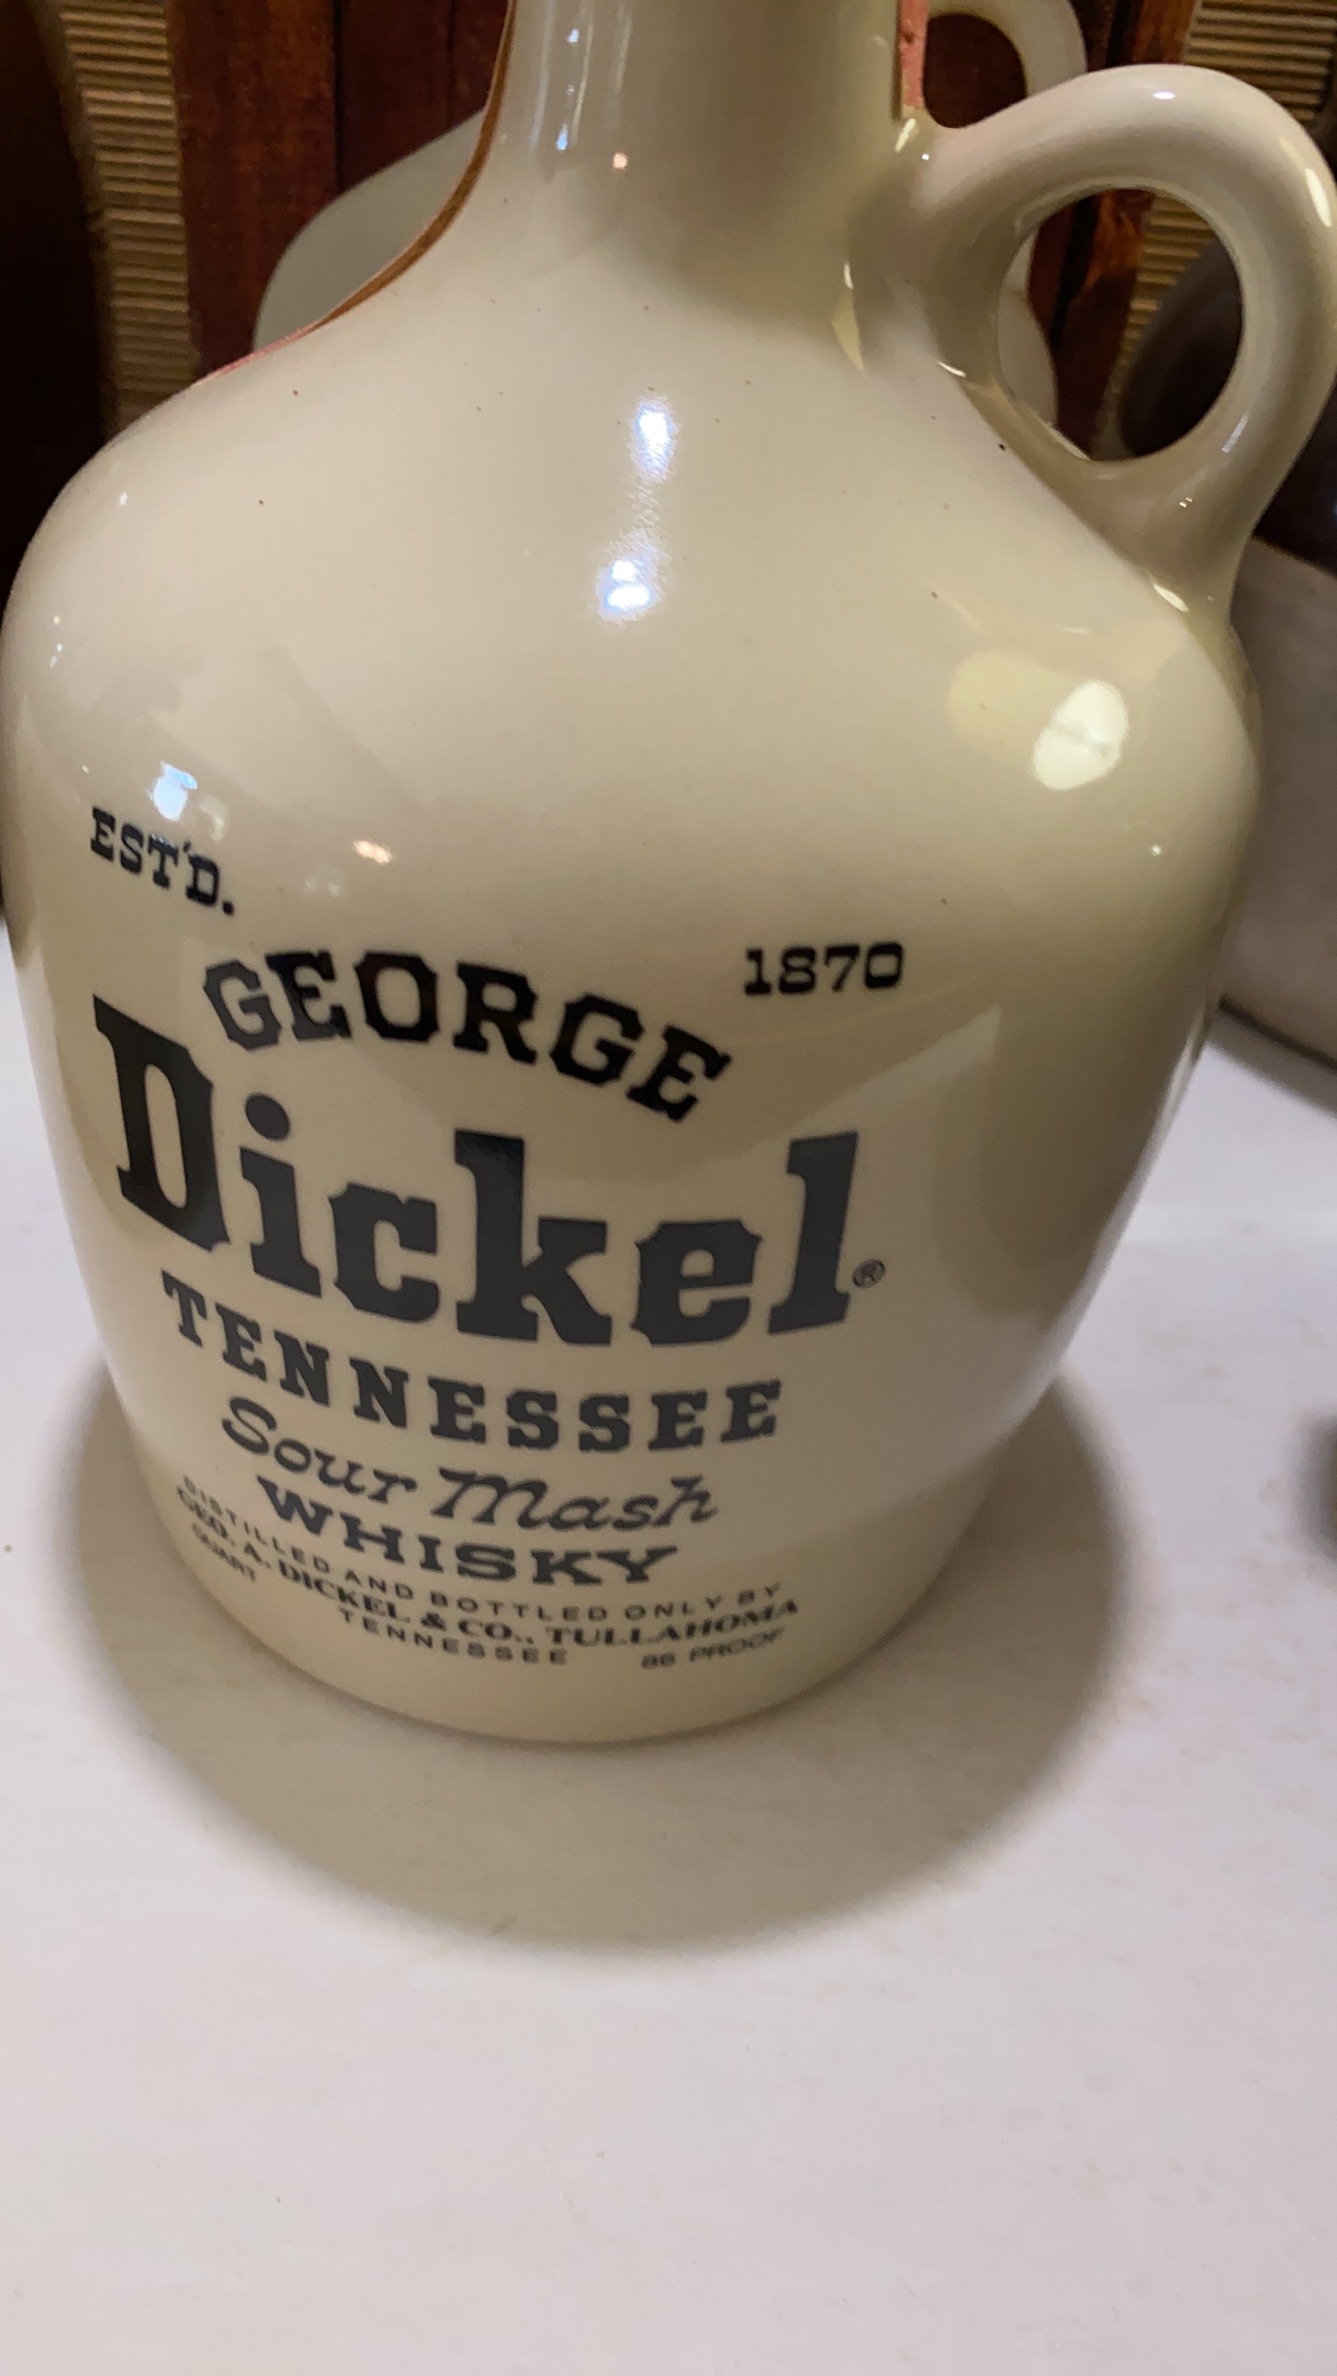 EST'D. 1870
GEORGE
Dickel®
TENNESSEE
Sour Mash
WHISKY
DISTILLED AND BOTTLED ONLY BY
GEO. A. DICKEL & CO., TULLAHOMA
QUART TENNESSEE 86 PROOF